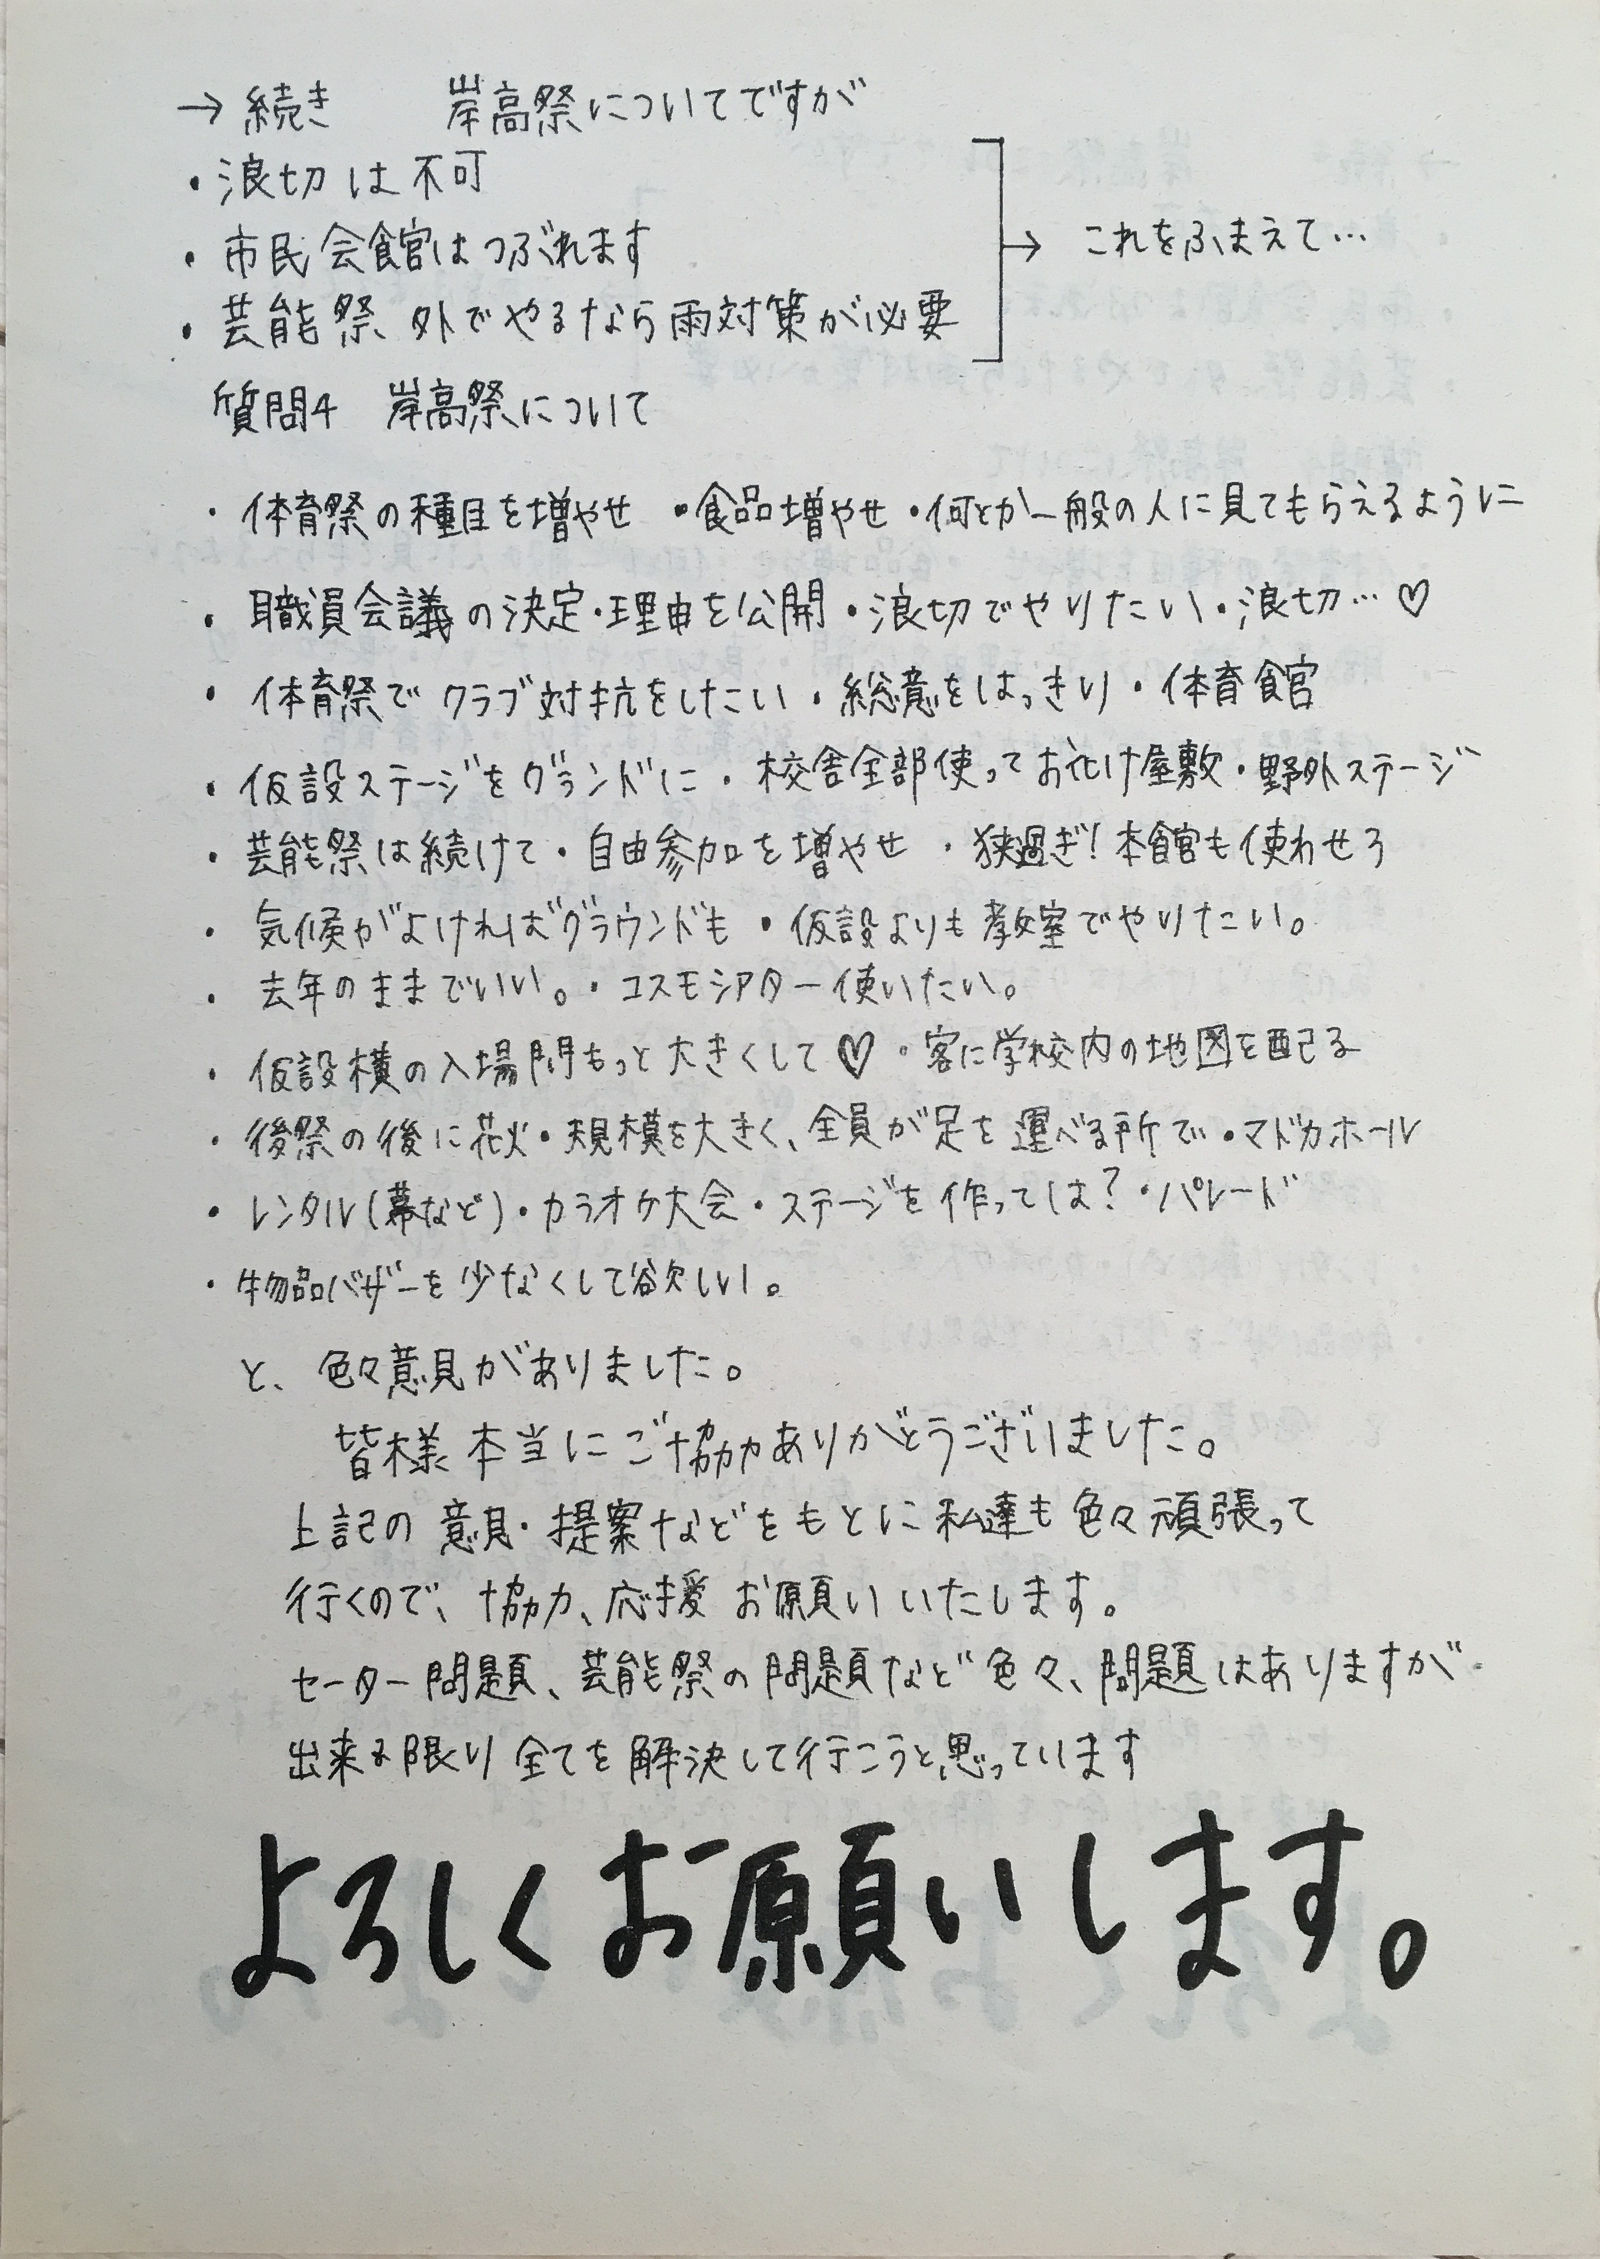 →続き 岸高祭についてですが
・浪切は不可
・市民会館はつぶれます
・芸能祭、外でやるなら雨対策が必要
→ これをふまえて…
質問4 岸高祭について
・体育祭の種目を増やせ ・食品増やせ・何とか一般の人に見てもらえるように
・職員会議の決定・理由を公開・浪切でやりたい・浪切…♡
・体育祭でクラブ対抗をしたい・総意をはっきり・体育館
・仮設ステージをグランドに・校舎全部使ってお化け屋敷・野外ステージ
・芸能祭は続けて・自由参加を増やせ ・狭過ぎ!本館も使わせろ
・気候がよければグラウンドも・仮設よりも教室でやりたい。
・去年のままでいい。・コスモシアター使いたい。
・仮設横の入場門もっと大きくして♡・客に学校内の地図を配る
・後祭の後に花火・規模を大きく、全員が足を運べる所で・マドカホール
・レンタル(幕など)・カラオケ大会・ステージを作っては?・パレード
・物品バザーを少なくして欲しい。
と、色々意見がありました。
皆様本当にご協力ありがとうございました。
上記の意見・提案などをもとに私達も色々頑張って
行くので、協力、応援お願いいたします。
セーター問題、芸能祭の問題など色々、問題はありますが
出来る限り全てを解決して行こうと思っています
よろしくお願いします。